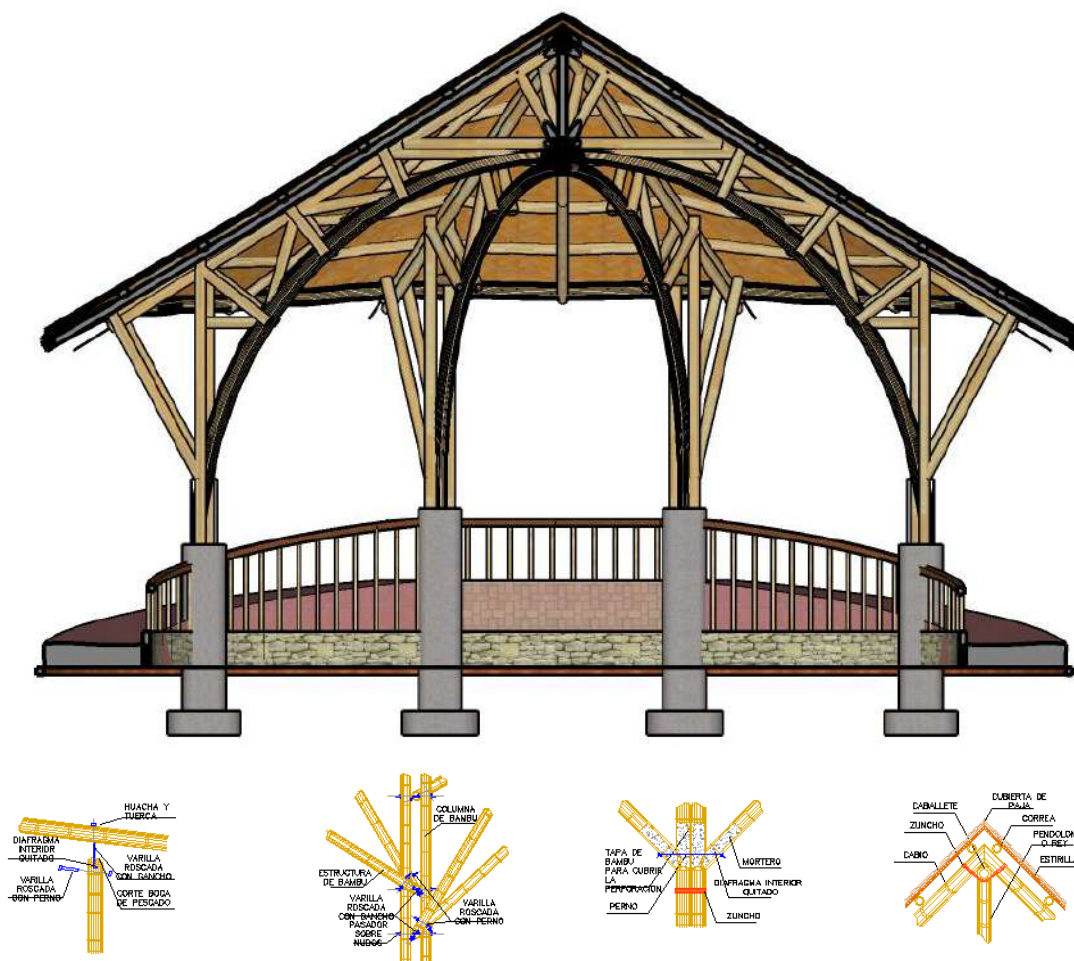 HUACHA Y
TUERCA
DIAFRAGMA
INTERIOR
QUITADO
VARILLA
ROSCADA
CON GANCHO
VARILLA
ROSCADA
CON PERNO
CORTE BOCA
DE PESCADO
COLUMNA
DE BAMBU
ESTRUCTURA
DE BAMBU
VARILLA
ROSCADA
CON GANCHO
PASADOR
SOBRE
NUDOS
VARILLA
ROSCADA
CON PERNO
TAPA DE
BAMBU
PARA CUBRIR
LA
PERFORACION
PERNO
MORTERO
DIAFRAGMA INTERIOR
QUITADO
ZUNCHO
CABALLETE
ZUNCHO
CABIO
CUBIERTA DE
PAJA
CORREA
PENDOLON
O REY
ESTIRILLA